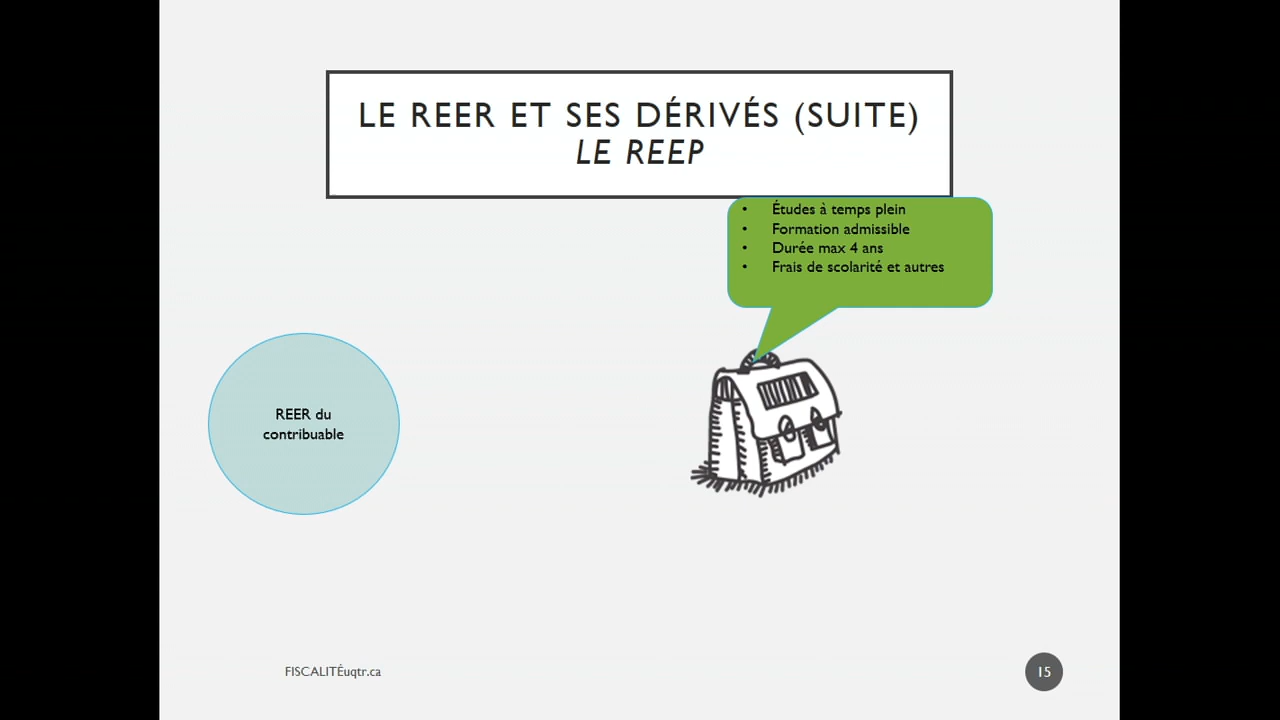 LE REER ET SES DÉRIVÉS (SUITE)
LE REEP
• Études à temps plein
• Formation admissible
• Durée max 4 ans
• Frais de scolarité et autres
REER du
contribuable
FISCALITÉuqtr.ca
15